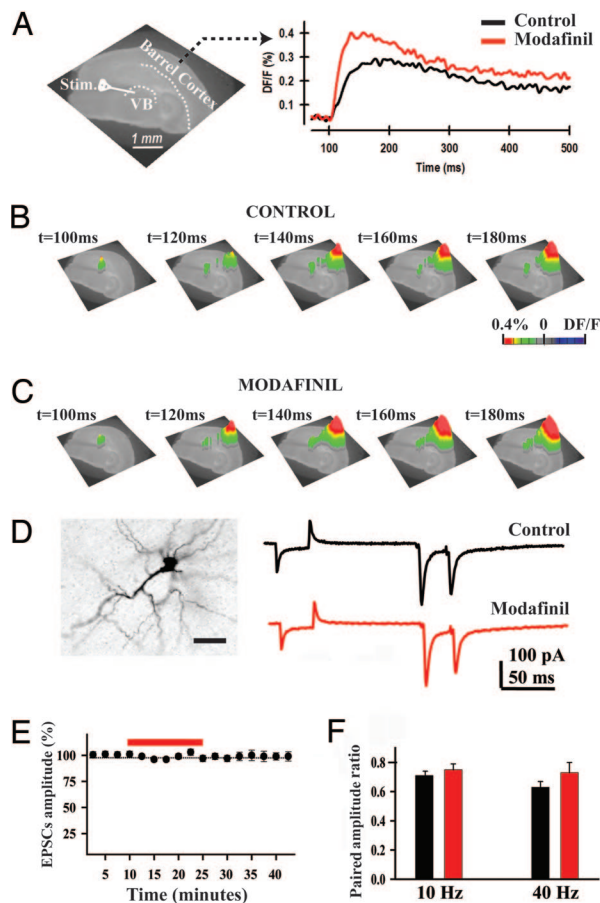 A
Stim.
VB
Barrel Cortex
1 mm
DF/F (%)
0.4
0.3
0.2
0.1
100 200 300 400 500
Time (ms)
Control
Modafinil
B
CONTROL
t=100ms t=120ms t=140ms t=160ms t=180ms
0.4% 0 DF/F
C
MODAFINIL
t=100ms t=120ms t=140ms t=160ms t=180ms
D
Control
Modafinil
100 pA
50 ms
E
EPSCs amplitude (%)
100
75
50
25
5 10 15 20 25 30 35 40
Time (minutes)
F
Paired amplitude ratio
0.8
0.6
0.4
0.2
0.0
10 Hz 40 Hz